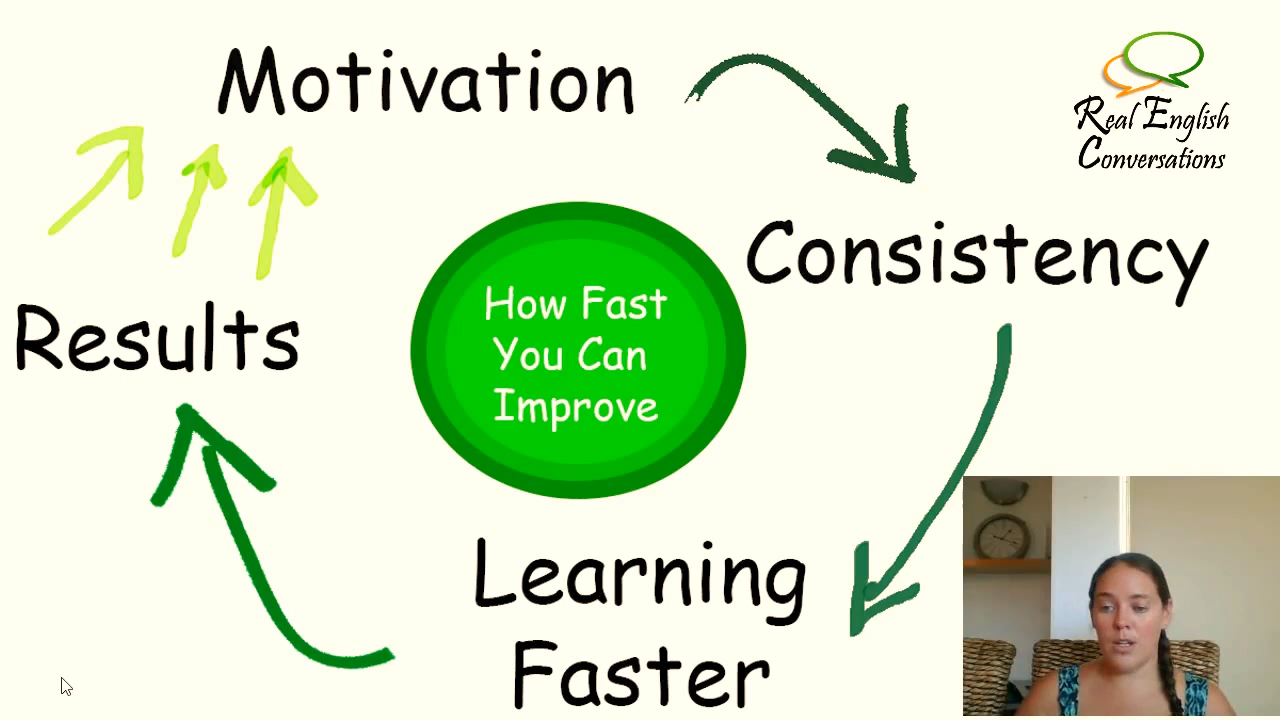 Motivation
Real English
Conversations
Consistency
How Fast
You Can
Improve
Results
Learning
Faster